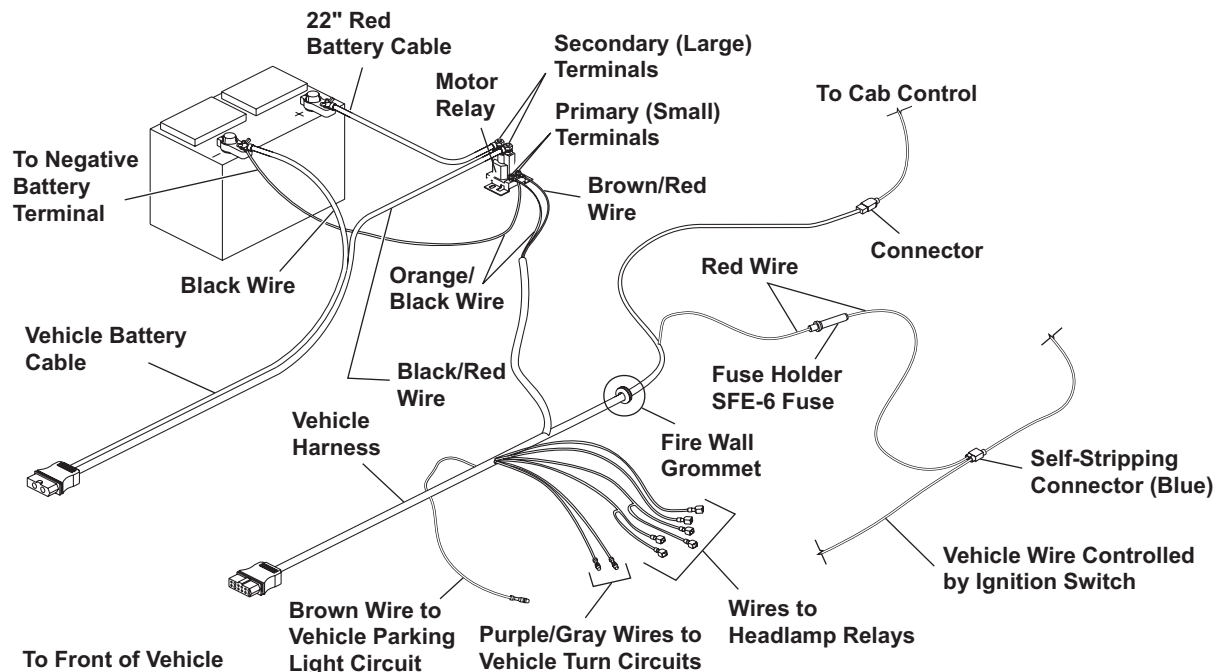 22" Red
Battery Cable
Secondary (Large)
Terminals
Motor
Relay
To Cab Control
Primary (Small)
Terminals
To Negative
Battery
Terminal
+
-
Brown/Red
Wire
Connector
Black Wire
Orange/
Black Wire
Red Wire
Vehicle Battery
Cable
Black/Red
Wire
Fuse Holder
SFE-6 Fuse
Vehicle
Harness
Fire Wall
Grommet
Self-Stripping
Connector (Blue)
Vehicle Wire Controlled
by Ignition Switch
Brown Wire to
Vehicle Parking
Light Circuit
Purple/Gray Wires to
Vehicle Turn Circuits
Wires to
Headlamp Relays
To Front of Vehicle